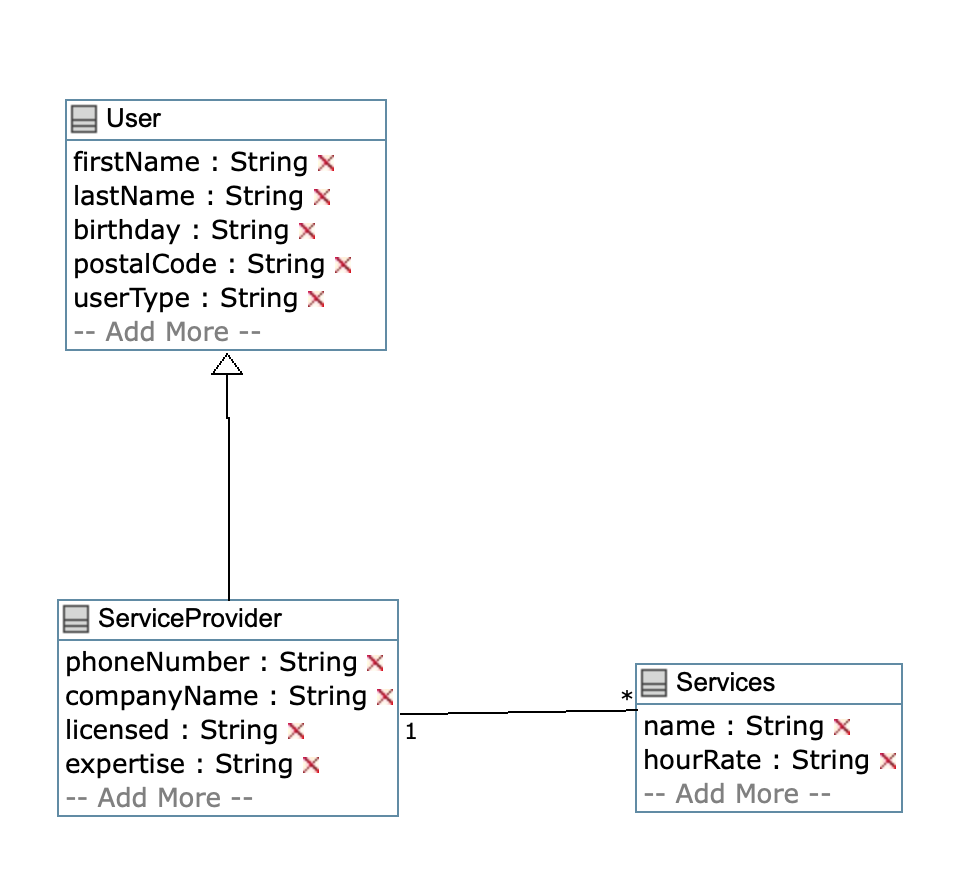 User
firstName : String
lastName : String
birthday : String
postalCode : String
userType : String
-- Add More --
ServiceProvider
phoneNumber : String
companyName : String
licensed : String
expertise : String
-- Add More --
1
*
Services
name : String
hourRate : String
-- Add More --